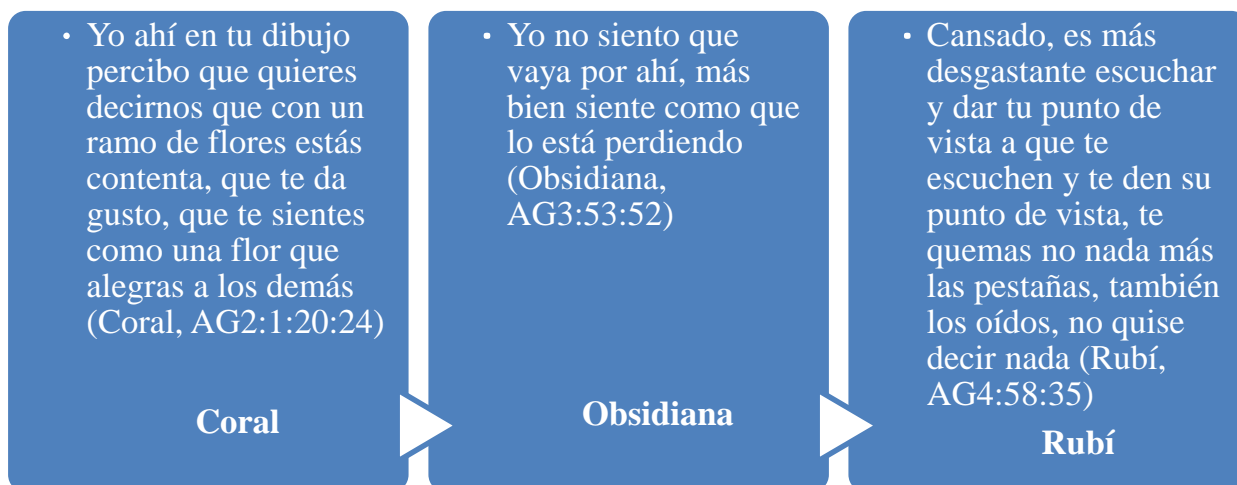 • Yo ahí en tu dibujo
percibo que quieres
decirnos que con un
ramo de flores estás
contenta, que te da
gusto, que te sientes
como una flor que
alegras a los demás
(Coral, AG2:1:20:24)
Coral
• Yo no siento que
vaya por ahí, más
bien siente como que
lo está perdiendo
(Obsidiana,
AG3:53:52)
Obsidiana
• Cansado, es más
desgastante escuchar
y dar tu punto de
vista a que te
escuchen y te den su
punto de vista, te
quemas no nada más
las pestañas, también
los oídos, no quise
decir nada (Rubí,
AG4:58:35)
Rubí